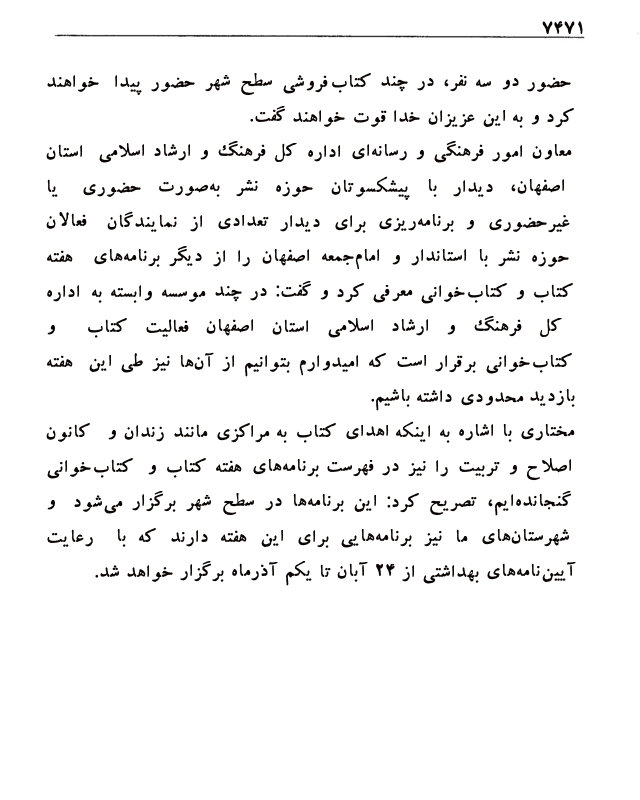 ۷۴۷۱
حضور دو سه نفر، در چند کتاب‌فروشی سطح شهر حضور پیدا خواهند
کرد و به این عزیزان خدا قوت خواهند گفت.
معاون امور فرهنگی و رسانه‌ای اداره کل فرهنگ و ارشاد اسلامی استان
اصفهان، دیدار با پیشکسوتان حوزه نشر به‌صورت حضوری یا
غیرحضوری و برنامه‌ریزی برای دیدار تعدادی از نمایندگان فعالان
حوزه نشر با استاندار و امام‌جمعه اصفهان را از دیگر برنامه‌های هفته
کتاب و کتاب‌خوانی معرفی کرد و گفت: در چند موسسه وابسته به اداره
کل فرهنگ و ارشاد اسلامی استان اصفهان فعالیت کتاب و
کتاب‌خوانی برقرار است که امیدوارم بتوانیم از آن‌ها نیز طی این هفته
بازدید محدودی داشته باشیم.
مختاری با اشاره به اینکه اهدای کتاب به مراکزی مانند زندان و کانون
اصلاح و تربیت را نیز در فهرست برنامه‌های هفته کتاب و کتاب‌خوانی
گنجانده‌ایم، تصریح کرد: این برنامه‌ها در سطح شهر برگزار می‌شود و
شهرستان‌های ما نیز برنامه‌هایی برای این هفته دارند که با رعایت
آیین‌نامه‌های بهداشتی از ۲۴ آبان تا یکم آذرماه برگزار خواهد شد.